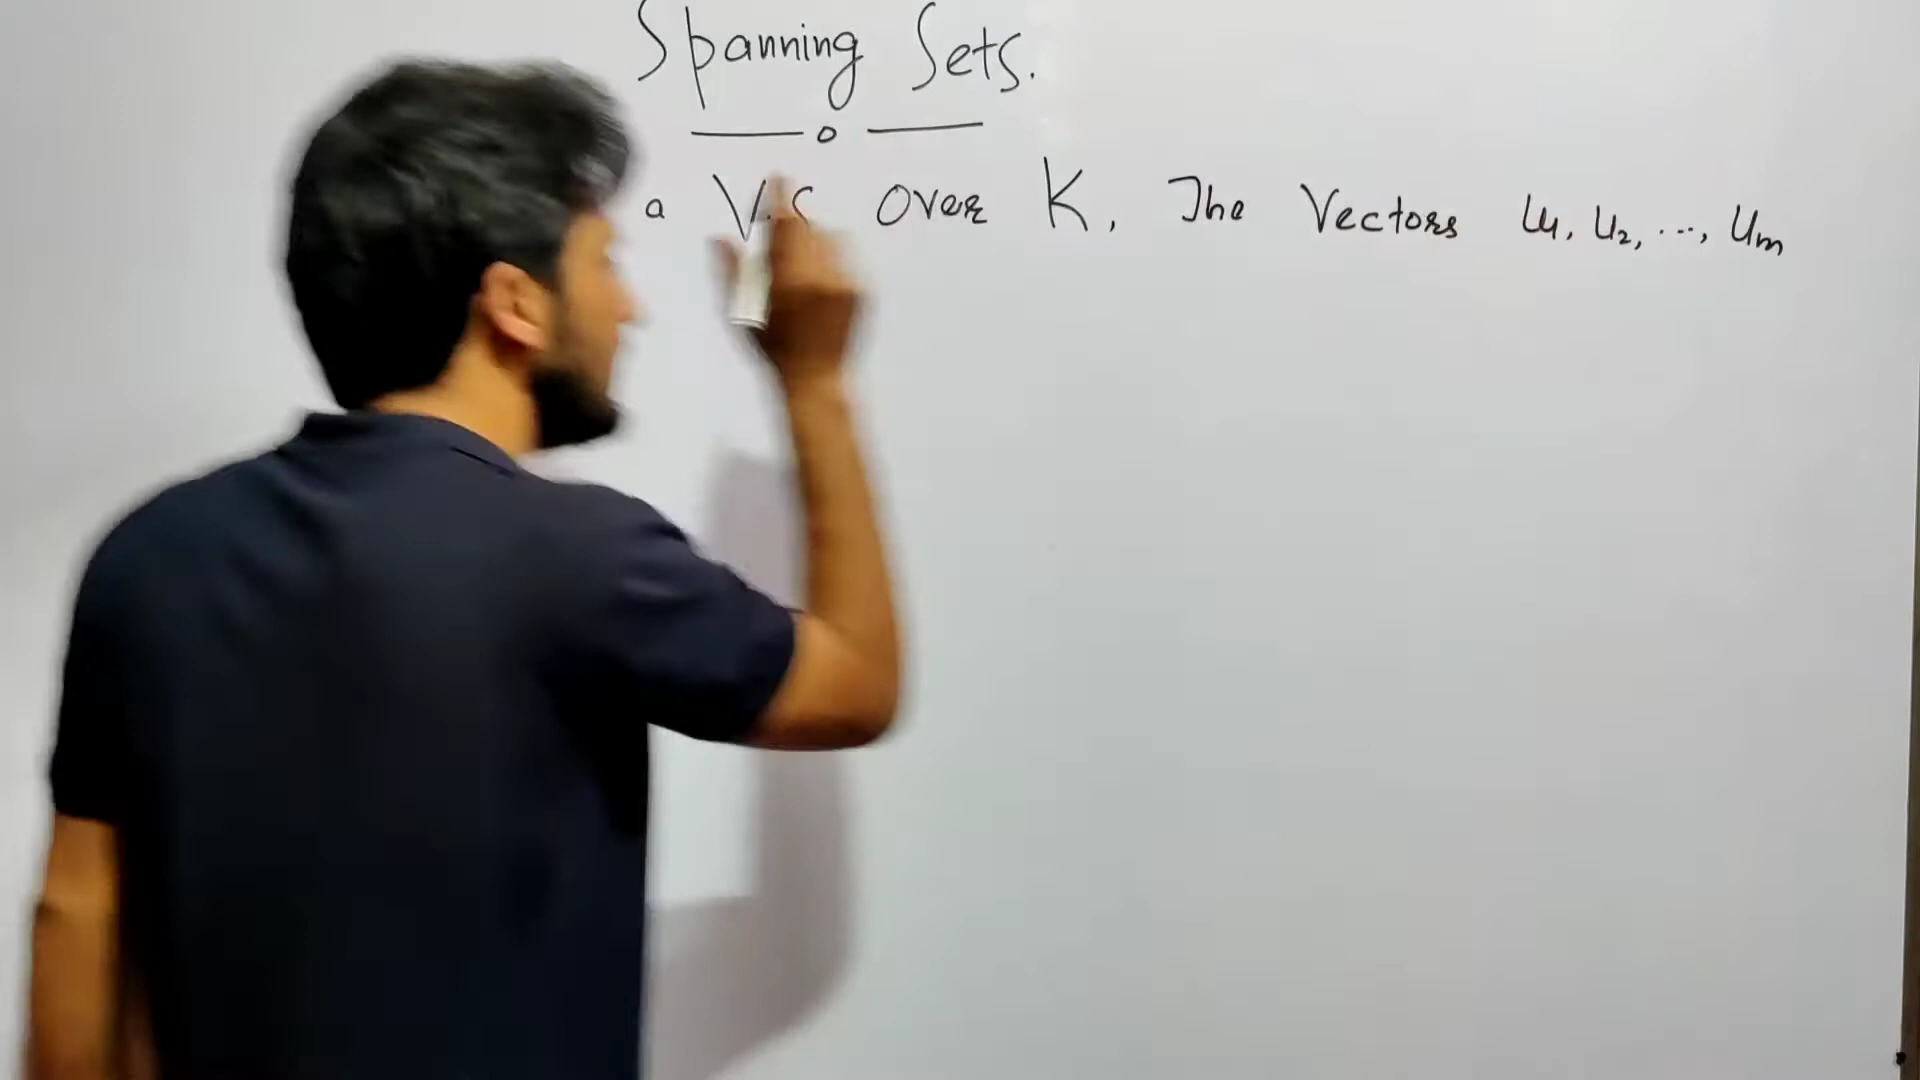 Spanning Sets.
a V.S over K, The Vectors u1, u2, ..., um